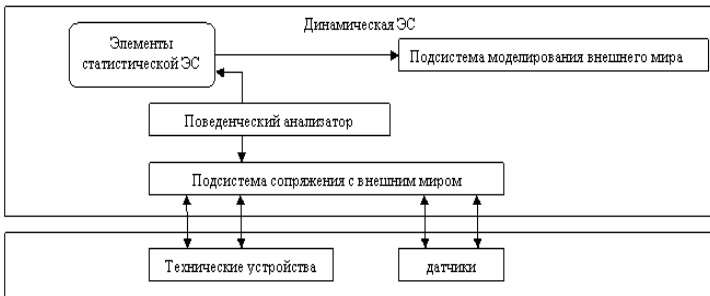 Динамическая ЭС
Элементы
статистической ЭС
Подсистема моделирования внешнего мира
Поведенческий анализатор
Подсистема сопряжения с внешним миром
Технические устройства
датчики